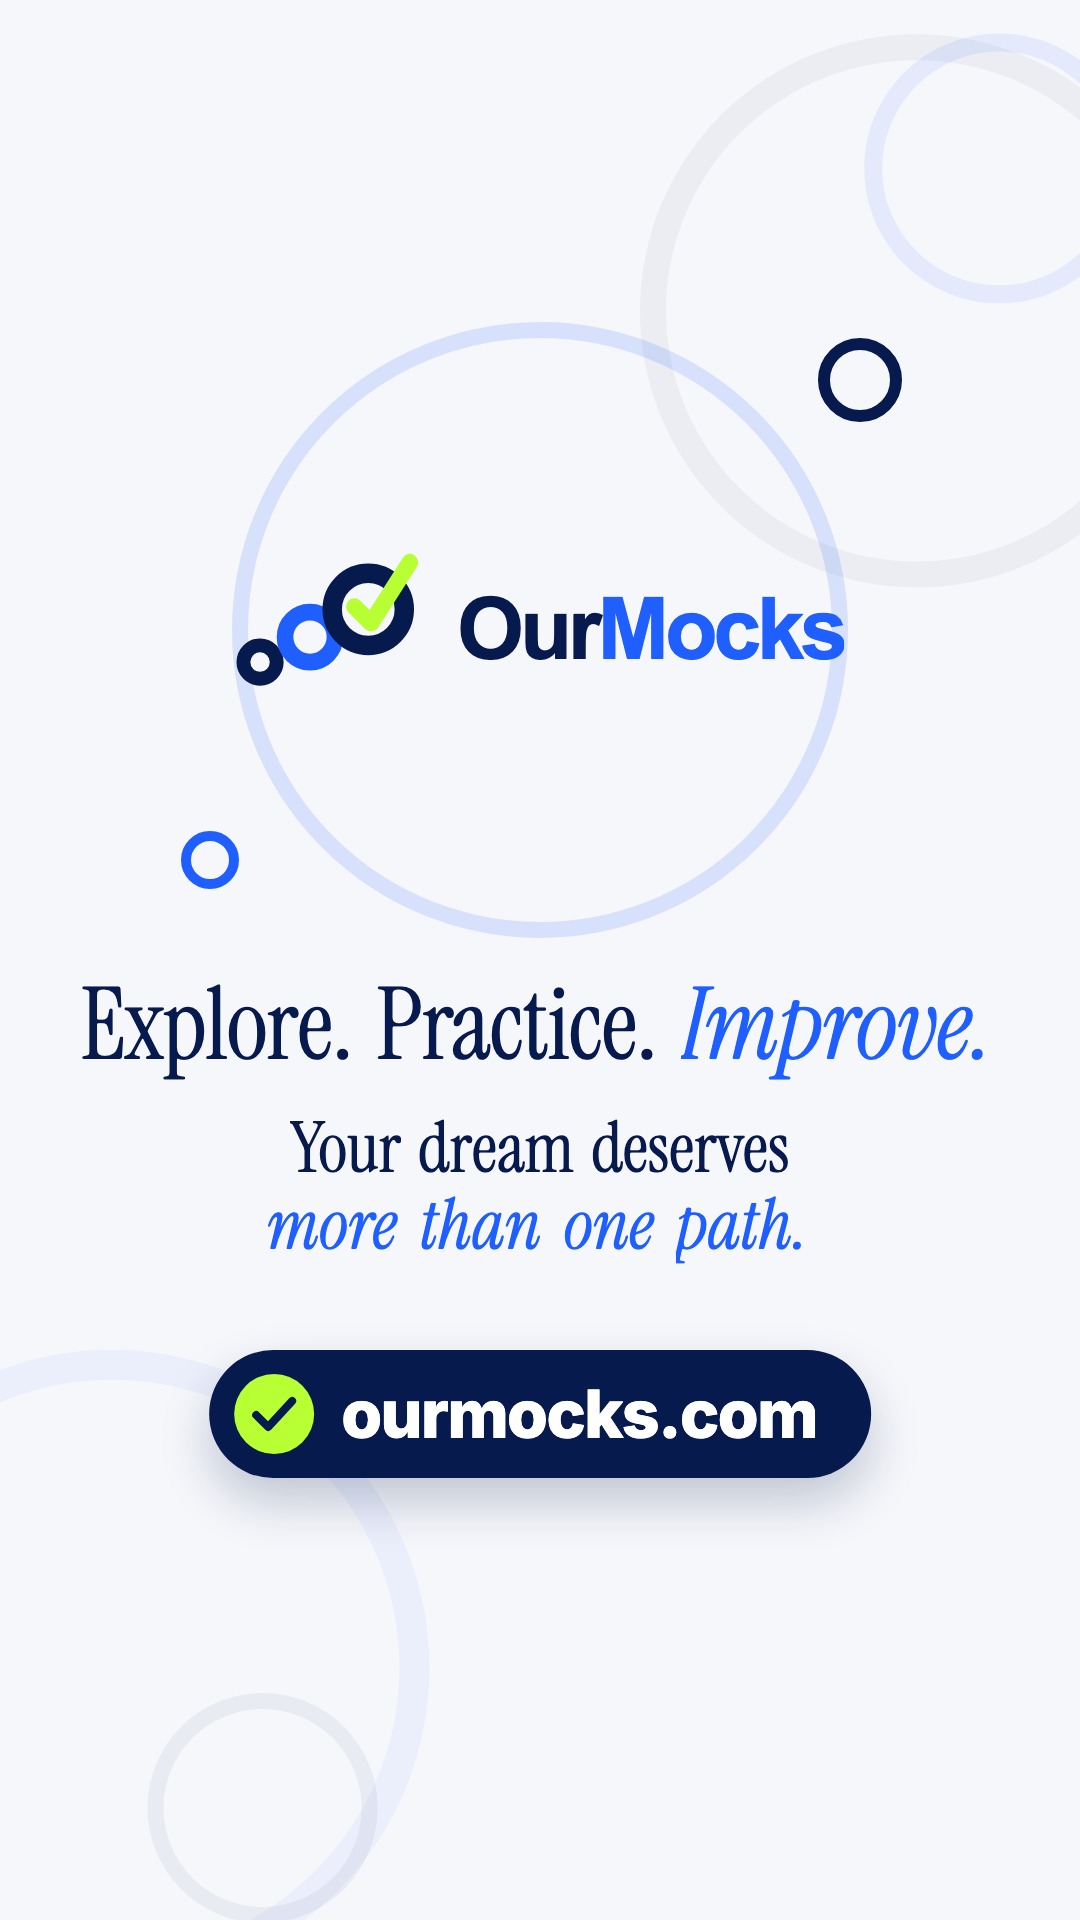 OurMocks
Explore. Practice. Improve.
Your dream deserves
more than one path.
ourmocks.com